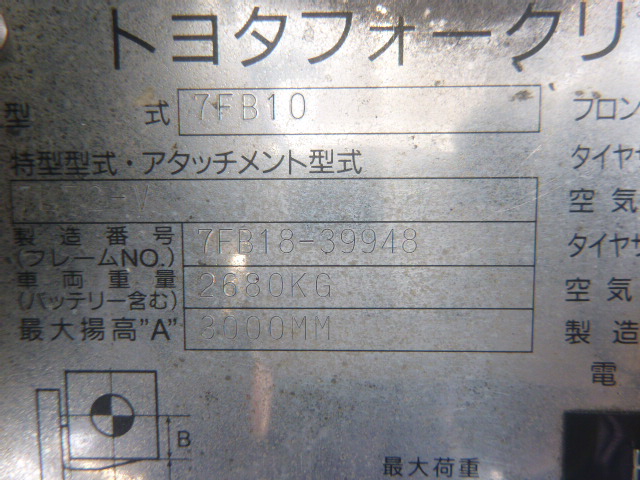 トヨタフォークリ
型 式 7FB10 フロン
特型型式・アタッチメント型式 タイヤサ
-V 空気
製造番号 (フレームNO.) 7FB18-39948 タイヤサ
車両重量 (バッテリー含む) 2680KG 空気
最大揚高"A" 3000MM 製造
電
B
最大荷重